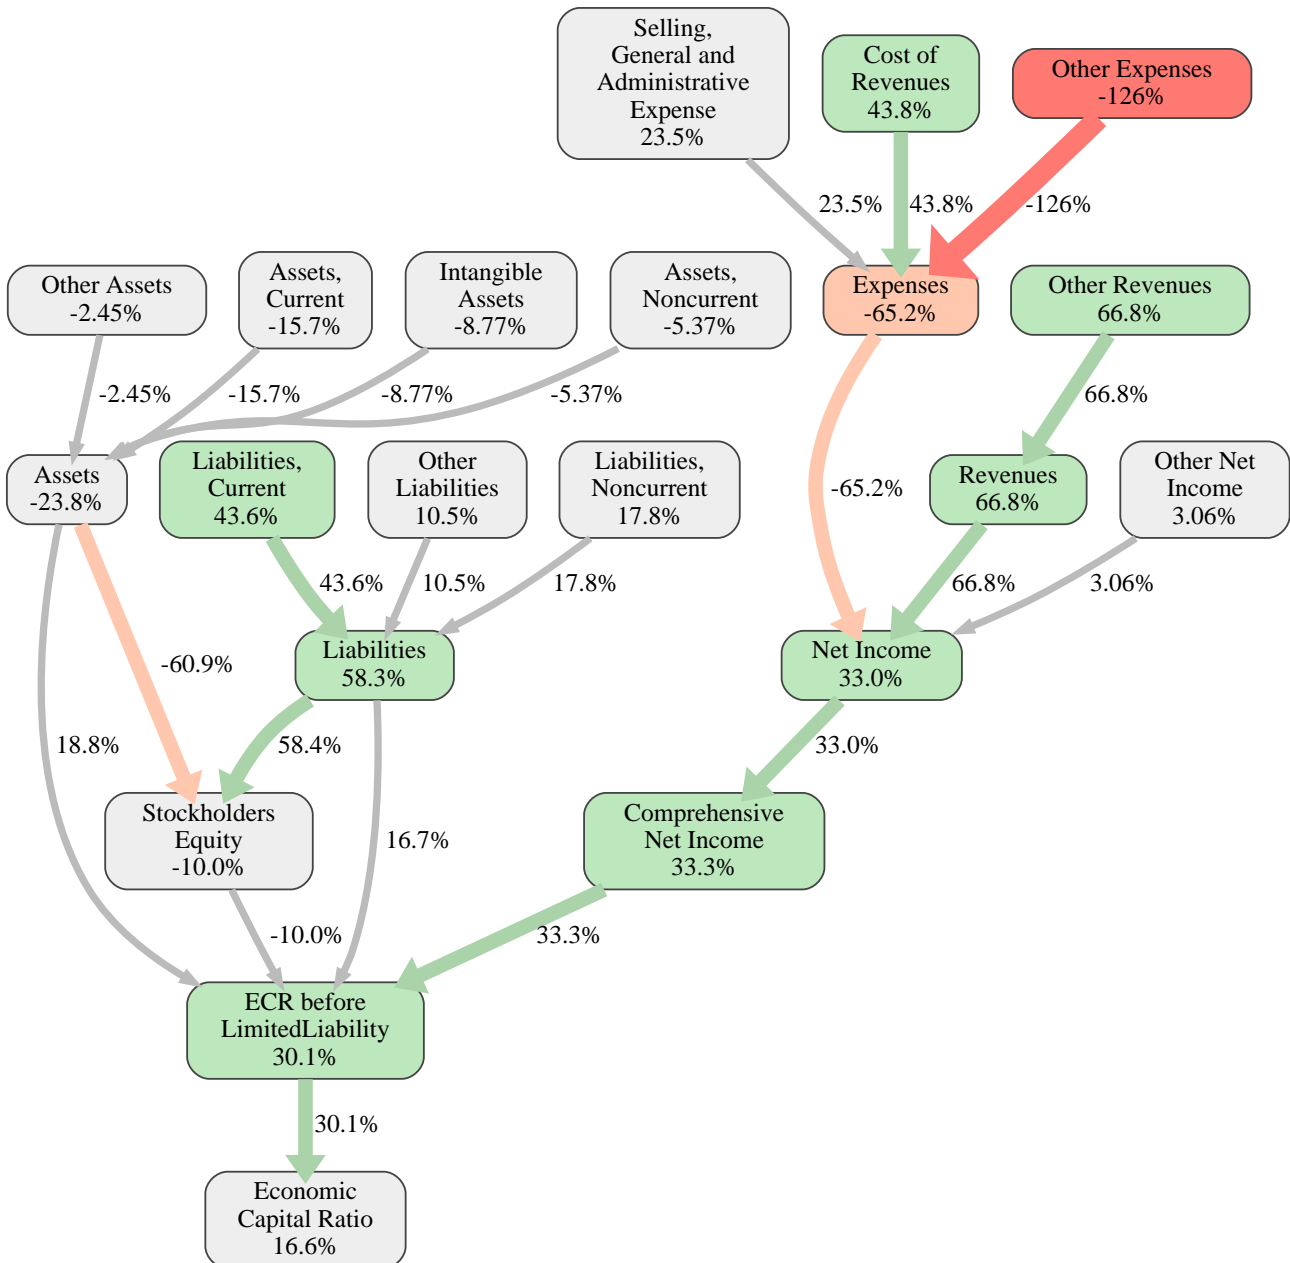 Selling,
General and
Administrative
Expense
23.5%
Cost of
Revenues
43.8%
Other Expenses
-126%
23.5%
43.8%
-126%
Other Assets
-2.45%
Assets,
Current
-15.7%
Intangible
Assets
-8.77%
Assets,
Noncurrent
-5.37%
Expenses
-65.2%
Other Revenues
66.8%
-2.45%
-15.7%
-8.77%
-5.37%
66.8%
Assets
-23.8%
Liabilities,
Current
43.6%
Other
Liabilities
10.5%
Liabilities,
Noncurrent
17.8%
-65.2%
Revenues
66.8%
Other Net
Income
3.06%
43.6%
10.5%
17.8%
66.8%
3.06%
-60.9%
Liabilities
58.3%
Net Income
33.0%
18.8%
58.4%
33.0%
Stockholders
Equity
-10.0%
16.7%
Comprehensive
Net Income
33.3%
-10.0%
33.3%
ECR before
LimitedLiability
30.1%
30.1%
Economic
Capital Ratio
16.6%